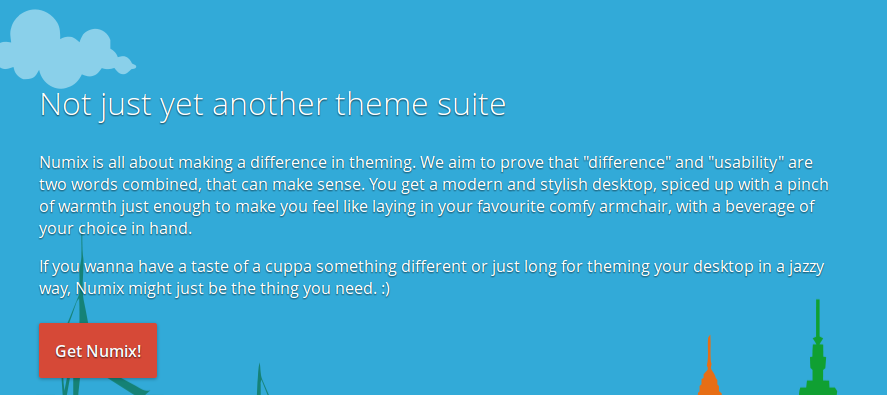 Not just yet another theme suite
Numix is all about making a difference in theming. We aim to prove that "difference" and "usability" are
two words combined, that can make sense. You get a modern and stylish desktop, spiced up with a pinch
of warmth just enough to make you feel like laying in your favourite comfy armchair, with a beverage of
your choice in hand.
If you wanna have a taste of a cuppa something different or just long for theming your desktop in a jazzy
way, Numix might just be the thing you need. :)
Get Numix!